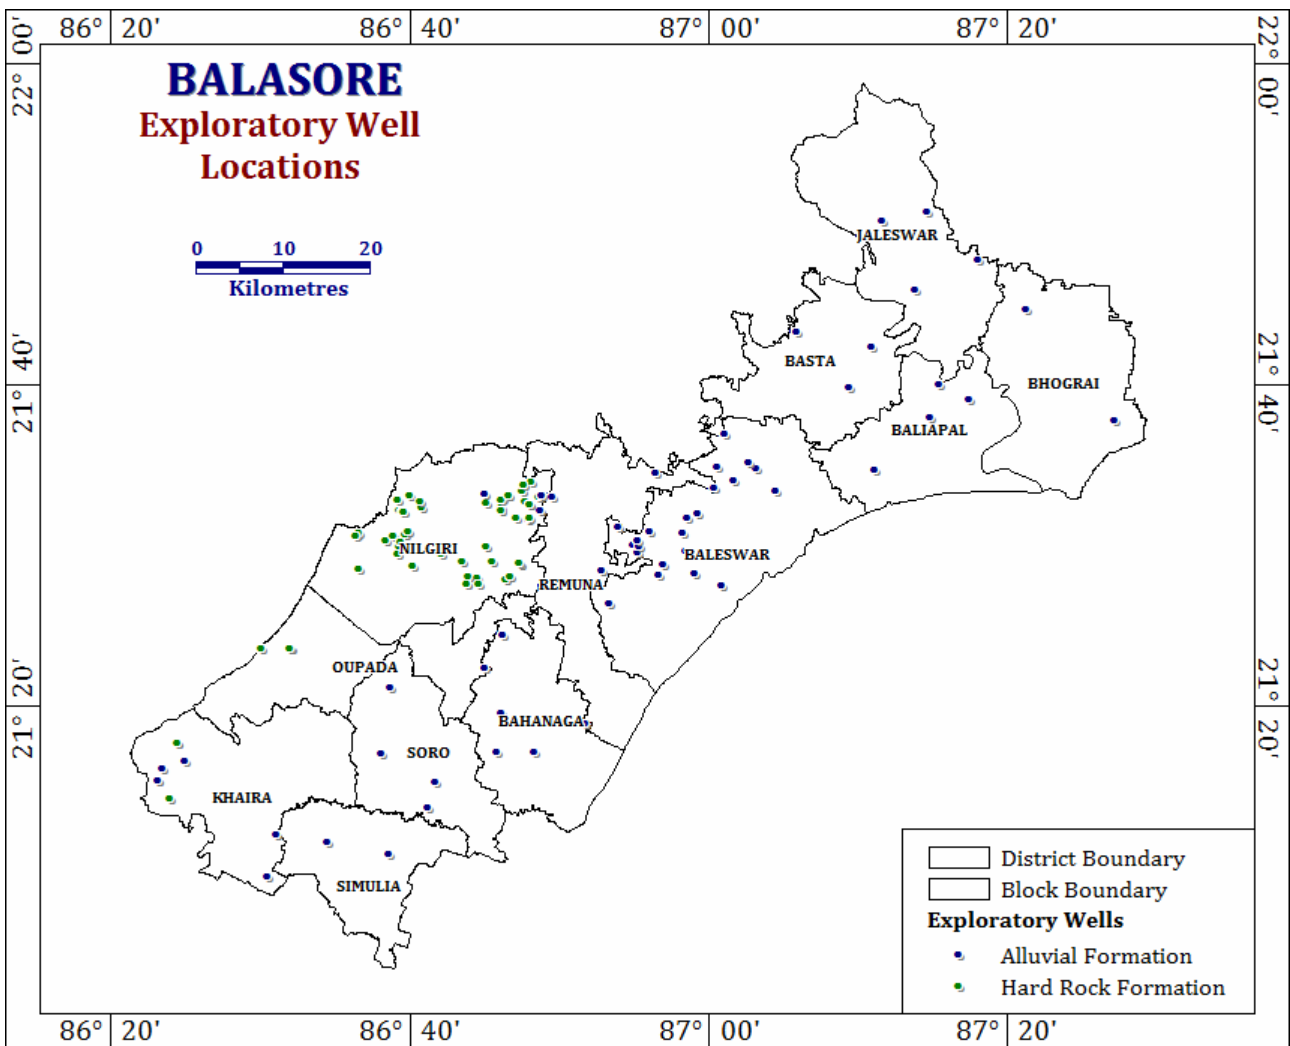 86° 20' 86° 40' 87° 00' 87° 20'
22° 00'
22° 00'
BALASORE
Exploratory Well
Locations
0 10 20
Kilometres
JALESWAR
BASTA
BHOGRAI
21° 40'
21° 40'
BALIAPAL
NILGIRI
BALESWAR
REMUNA
OUPADA
21° 20'
21° 20'
BAHANAGA
SORO
KHAIRA
SIMULIA
District Boundary
Block Boundary
Exploratory Wells
Alluvial Formation
Hard Rock Formation
86° 20' 86° 40' 87° 00' 87° 20'